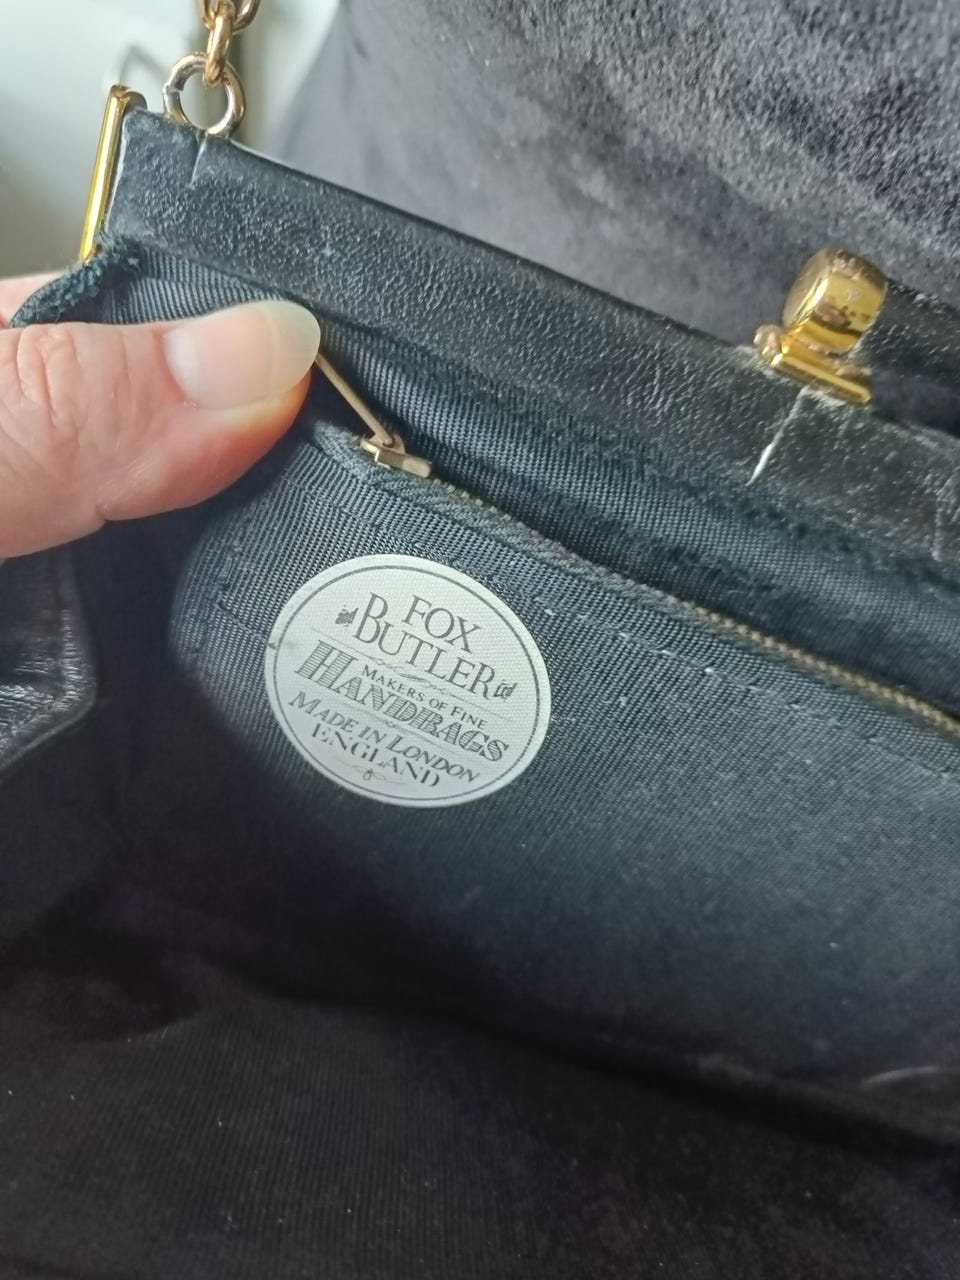 FOX
BUTLER Ltd
MAKERS OF FINE
HANDBAGS
MADE IN LONDON
ENGLAND